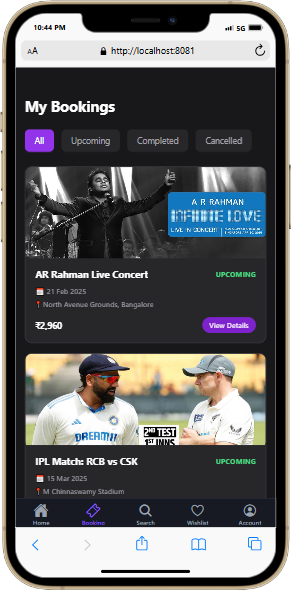 10:44 PM
5G
AA
http://localhost:8081
My Bookings
All
Upcoming
Completed
Cancelled
A R RAHMAN
INFINITE LOVE
LIVE IN CONCERT
AR Rahman Live Concert
UPCOMING
21 Feb 2025
North Avenue Grounds, Bangalore
₹2,960
View Details
DREAM11
2ND TEST
1ST INNS
IPL Match: RCB vs CSK
UPCOMING
15 Mar 2025
M Chinnaswamy Stadium
Home
Booking
Search
Wishlist
Account